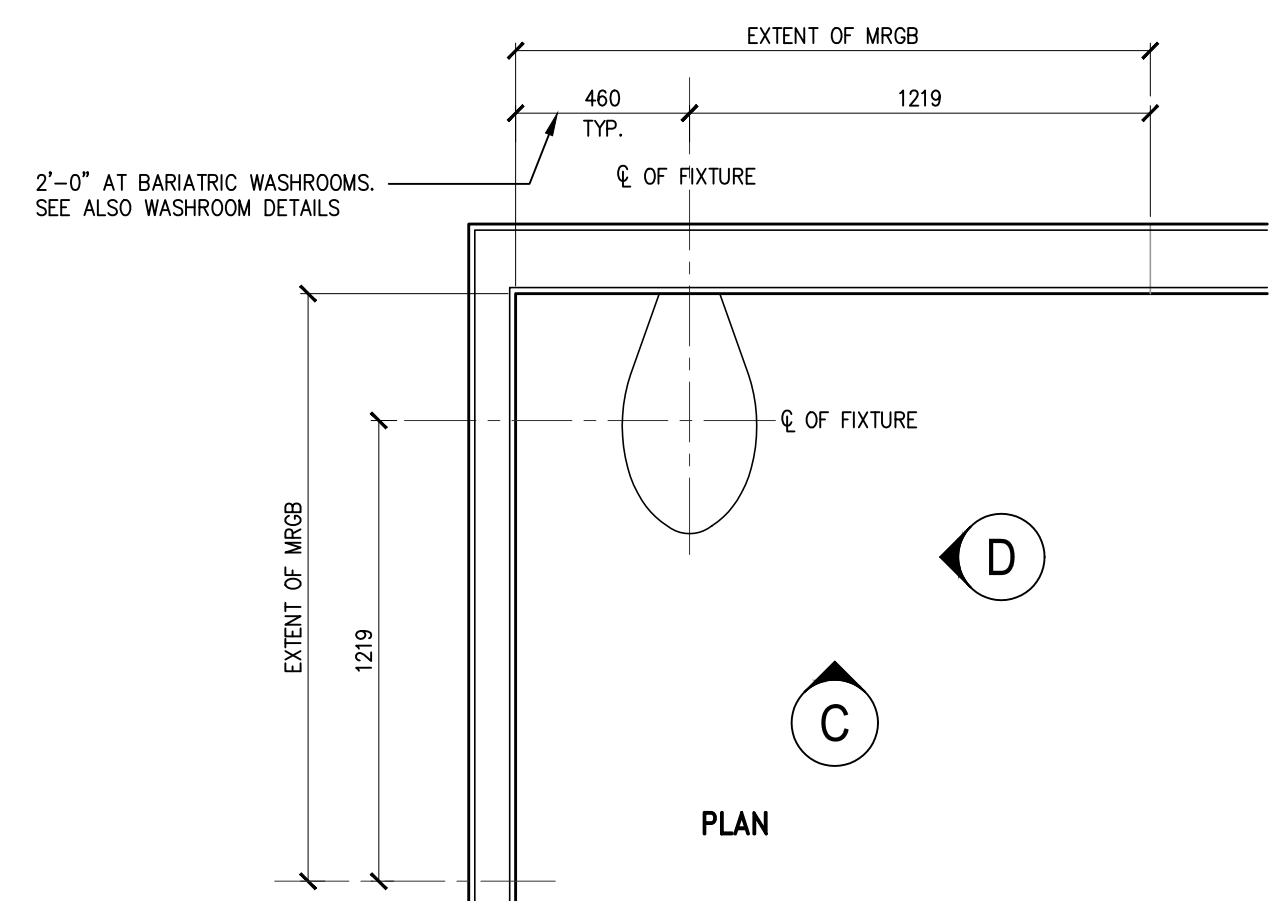 EXTENT OF MRGB
460
TYP.
1219
2'-0" AT BARIATRIC WASHROOMS.
SEE ALSO WASHROOM DETAILS
℄ OF FIXTURE
℄ OF FIXTURE
EXTENT OF MRGB
1219
D
C
PLAN